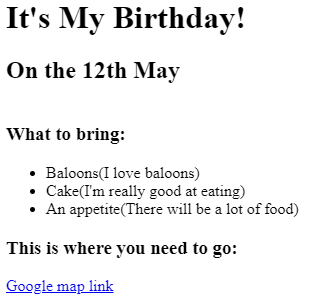 It's My Birthday!
On the 12th May
What to bring:
Baloons(I love baloons)
Cake(I'm really good at eating)
An appetite(There will be a lot of food)
This is where you need to go:
Google map link